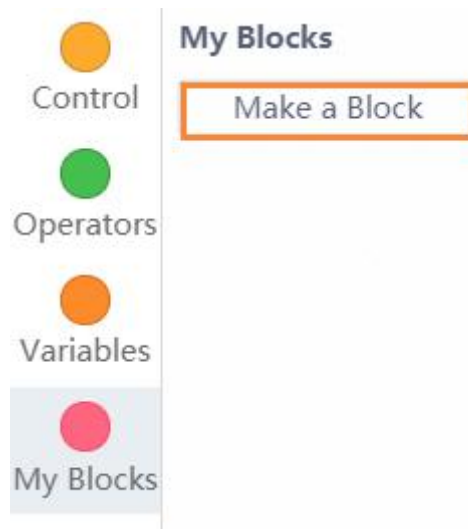 Control
Operators
Variables
My Blocks
My Blocks
Make a Block